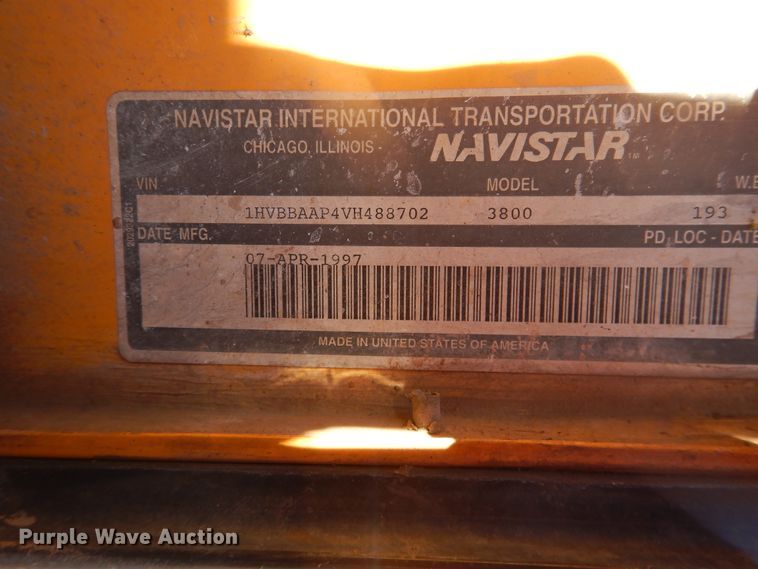 NAVISTAR INTERNATIONAL TRANSPORTATION CORP.
CHICAGO, ILLINOIS - NAVISTAR TM
VIN MODEL W.B
1HVBBAAP4VH488702 3800 193
DATE MFG. PD. LOC - DATE
07-APR-1997
MADE IN UNITED STATES OF AMERICA
Purple Wave Auction